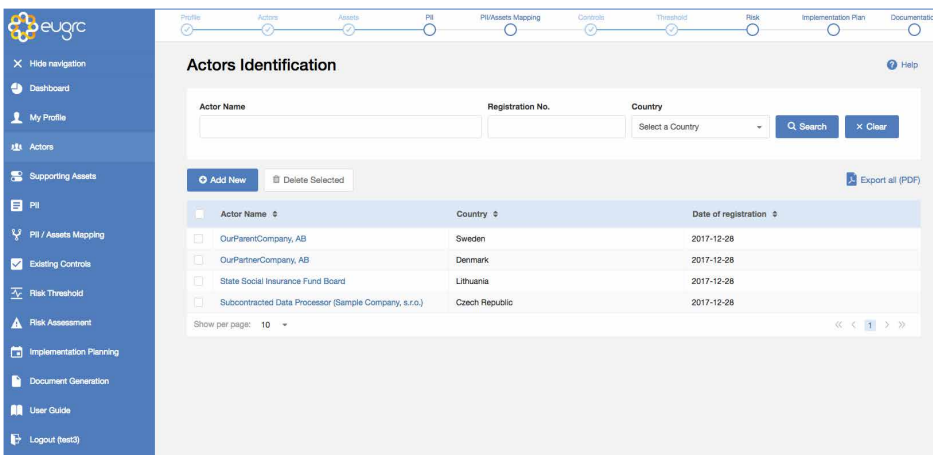 eugrc
Profile Actors Assets PII PII/Assets Mapping Controls Threshold Risk Implementation Plan Documentatio
Hide navigation
Dashboard
My Profile
Actors
Supporting Assets
PII
PII / Assets Mapping
Existing Controls
Risk Threshold
Risk Assessment
Implementation Planning
Document Generation
User Guide
Logout (test3)
Actors Identification
Help
Actor Name Registration No. Country
Select a Country Search Clear
Add New Delete Selected Export all (PDF)
Actor Name Country Date of registration
OurParentCompany, AB Sweden 2017-12-28
OurPartnerCompany, AB Denmark 2017-12-28
State Social Insurance Fund Board Lithuania 2017-12-28
Subcontracted Data Processor (Sample Company, s.r.o.) Czech Republic 2017-12-28
Show per page: 10 1